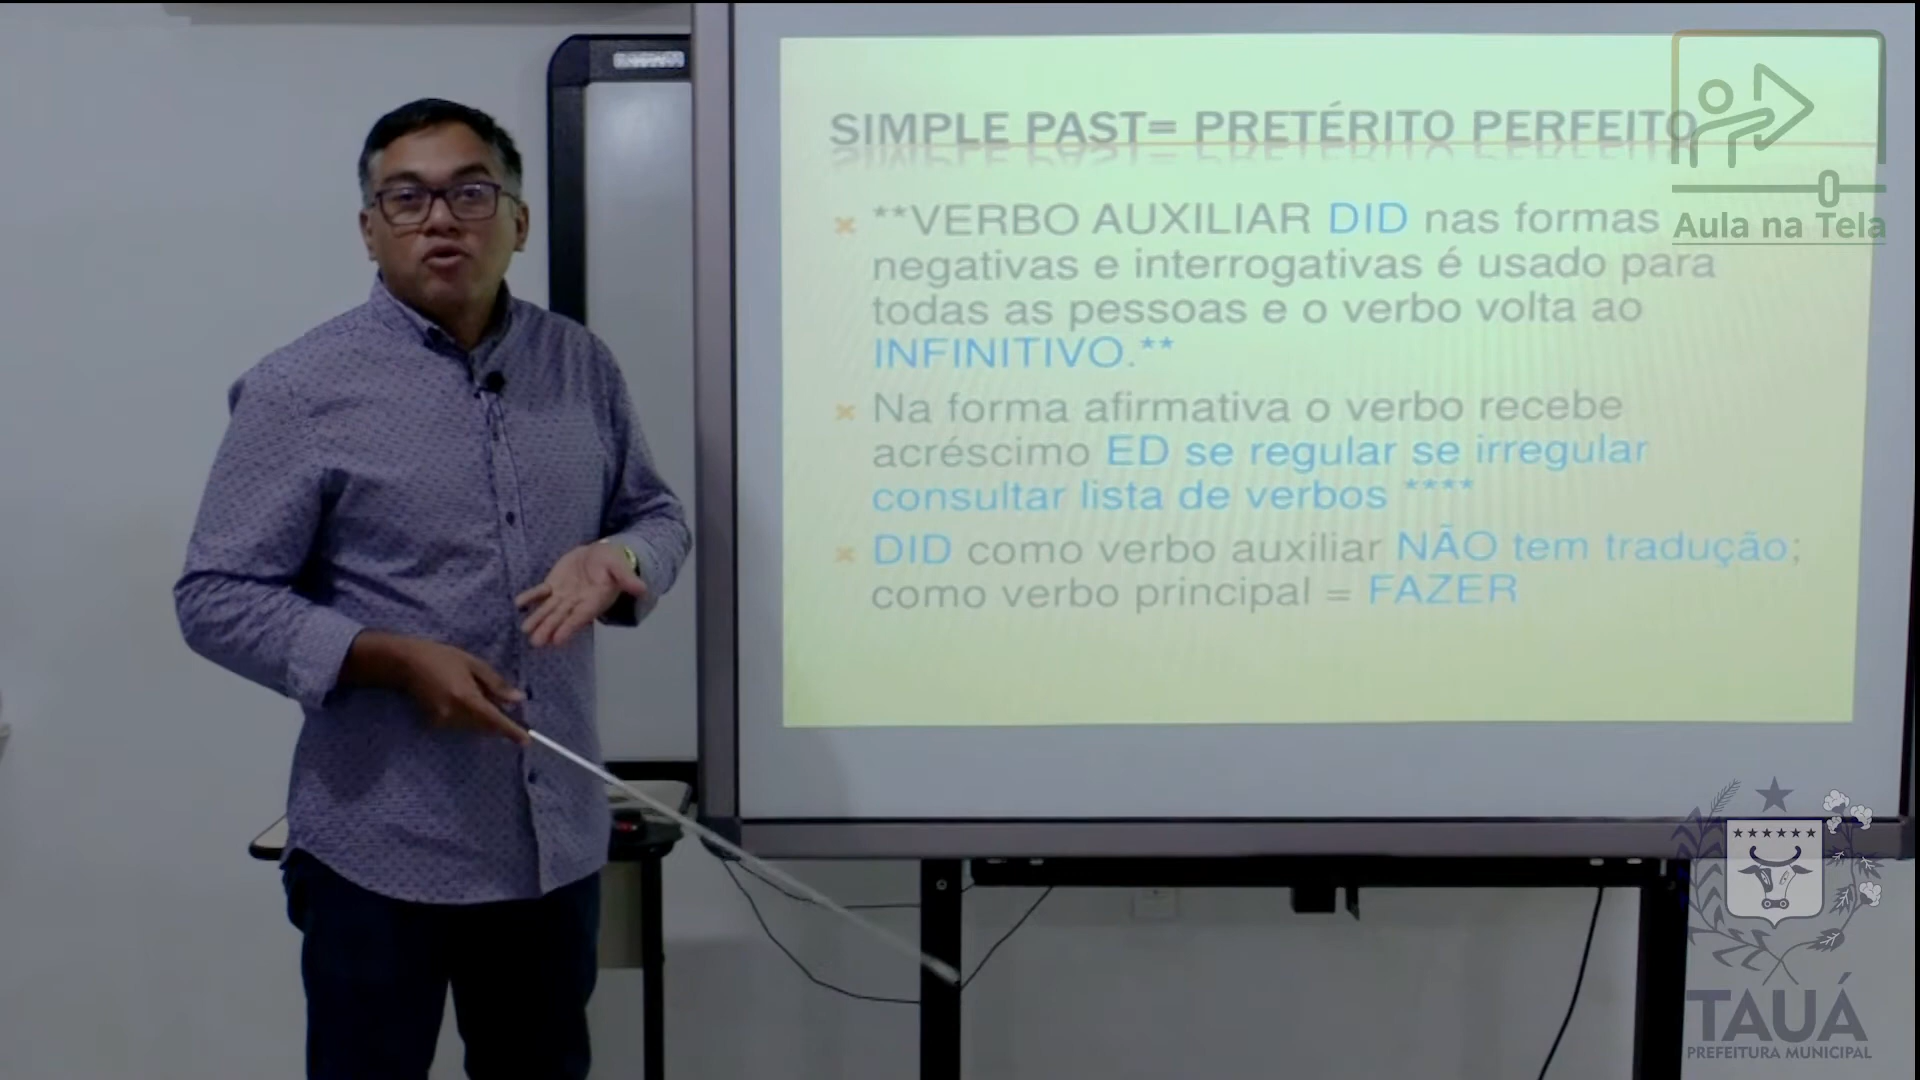 SIMPLE PAST= PRETÉRITO PERFEITO
**VERBO AUXILIAR DID nas formas
negativas e interrogativas é usado para
todas as pessoas e o verbo volta ao
INFINITIVO.**
Na forma afirmativa o verbo recebe
acréscimo ED se regular se irregular
consultar lista de verbos ****
DID como verbo auxiliar NÃO tem tradução;
como verbo principal = FAZER
Aula na Tela
TAUÁ
PREFEITURA MUNICIPAL